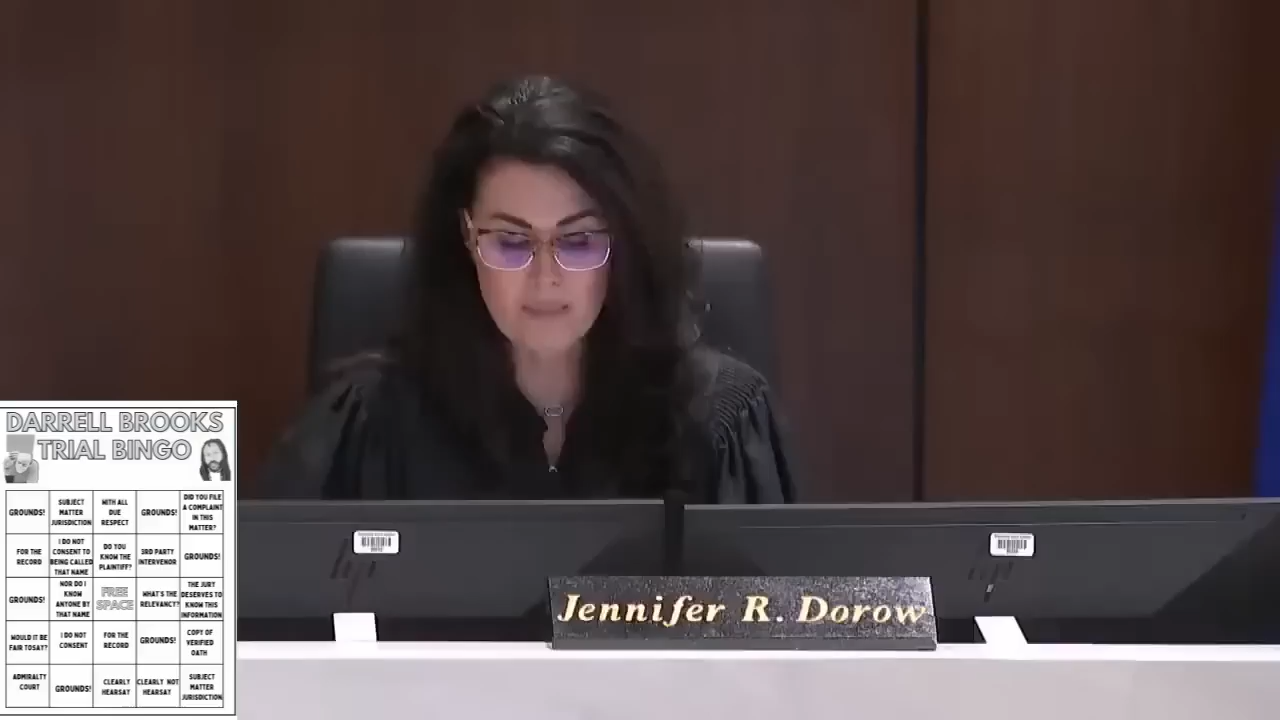 DARRELL BROOKS
TRIAL BINGO
GROUNDS!
SUBJECT
MATTER
JURISDICTION
WITH ALL
DUE
RESPECT
GROUNDS!
DID YOU FILE
A COMPLAINT
IN THIS
MATTER?
FOR THE
RECORD
I DO NOT
CONSENT TO
BEING CALLED
THAT NAME
DO YOU
KNOW THE
PLAINTIFF?
3RD PARTY
INTERVENOR
GROUNDS!
GROUNDS!
NOR DO I
KNOW
ANYONE BY
THAT NAME
FREE
SPACE
WHAT'S THE
RELEVANCY?
THE JURY
DESERVES TO
KNOW THIS
INFORMATION
WOULD IT BE
FAIR TOSAY?
I DO NOT
CONSENT
FOR THE
RECORD
GROUNDS!
COPY OF
VERIFIED
OATH
ADMIRALTY
COURT
GROUNDS!
CLEARLY
HEARSAY
CLEARLY NOT
HEARSAY
SUBJECT
MATTER
JURISDICTION
Jennifer R. Dorow